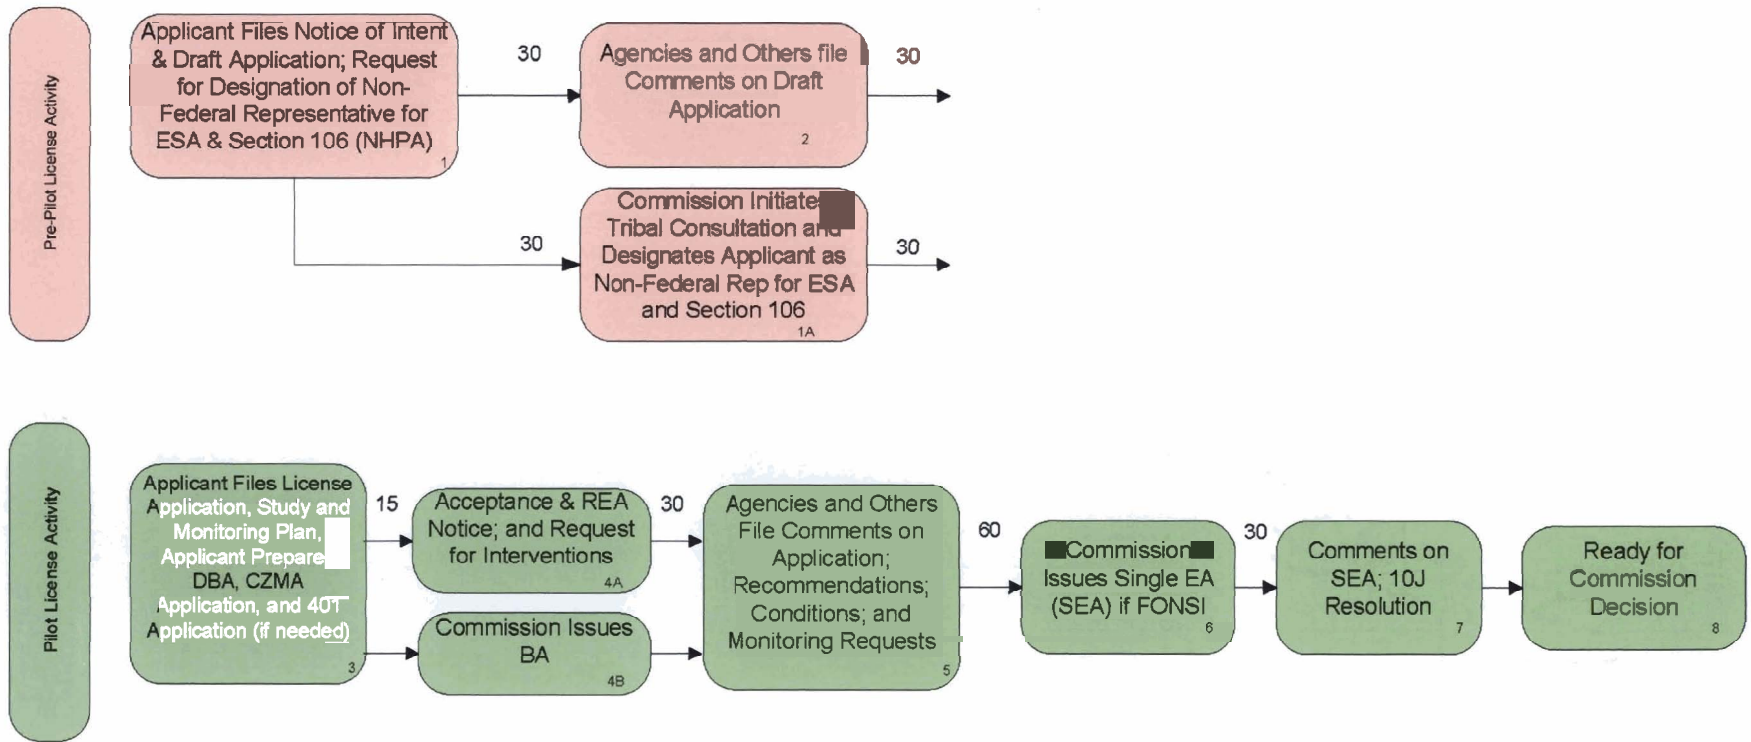 Pre-Pilot License Activity
Applicant Files Notice of Intent
& Draft Application; Request
for Designation of Non-
Federal Representative for
ESA & Section 106 (NHPA)
1
30
Agencies and Others file
Comments on Draft
Application
2
30
30
Commission Initiate
Tribal Consultation and
Designates Applicant as
Non-Federal Rep for ESA
and Section 106
1A
30
Pilot License Activity
Applicant Files License
Application, Study and
Monitoring Plan,
Applicant Prepare
DBA, CZMA
Application, and 401
Application (if needed)
3
15
Acceptance & REA
Notice; and Request
for Interventions
4A
30
Commission Issues
BA
4B
Agencies and Others
File Comments on
Application;
Recommendations;
Conditions; and
Monitoring Requests
5
60
Commission
Issues Single EA
(SEA) if FONSI
6
30
Comments on
SEA; 10J
Resolution
7
Ready for
Commission
Decision
8